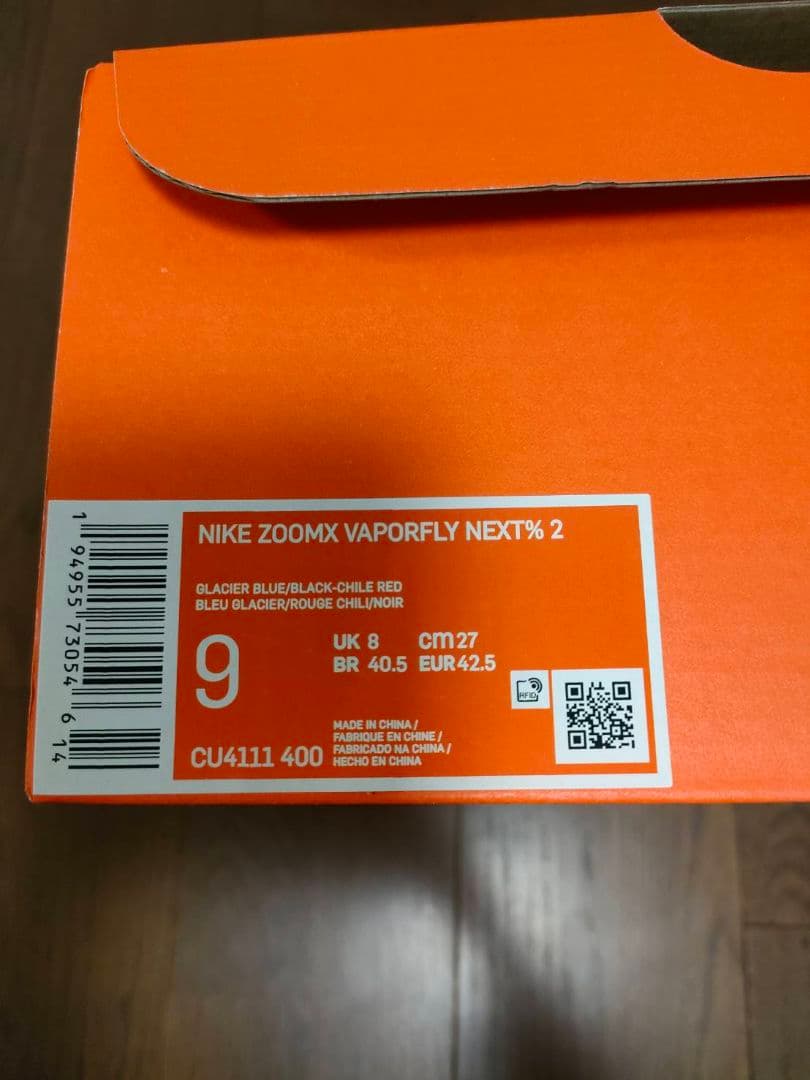 NIKE ZOOMX VAPORFLY NEXT% 2
GLACIER BLUE/BLACK-CHILE RED
BLEU GLACIER/ROUGE CHILI/NOIR
9
UK 8 cm 27
BR 40.5 EUR 42.5
RFID
CU4111 400
MADE IN CHINA /
FABRIQUE EN CHINE /
FABRICADO NA CHINA /
HECHO EN CHINA
1 94955 73054 6 14